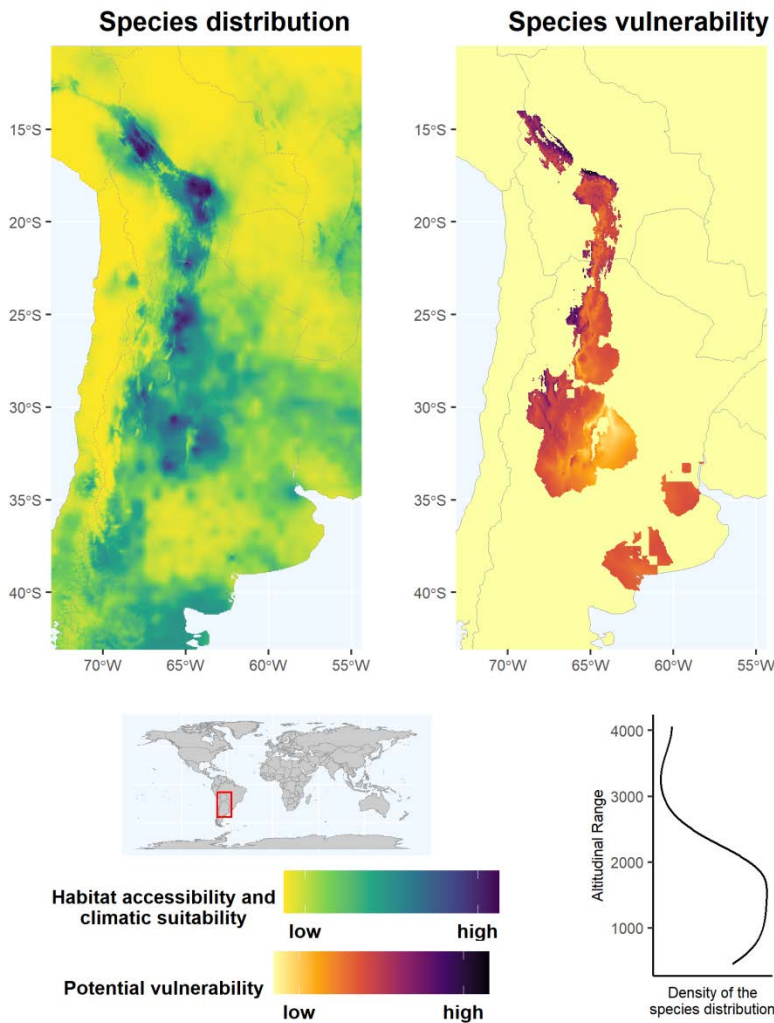 Species distribution
Species vulnerability
15°S
20°S
25°S
30°S
35°S
40°S
70°W 65°W 60°W 55°W
15°S
20°S
25°S
30°S
35°S
40°S
70°W 65°W 60°W 55°W
Habitat accessibility and
climatic suitability
low high
Potential vulnerability
low high
Altitudinal Range
4000
3000
2000
1000
Density of the
species distribution